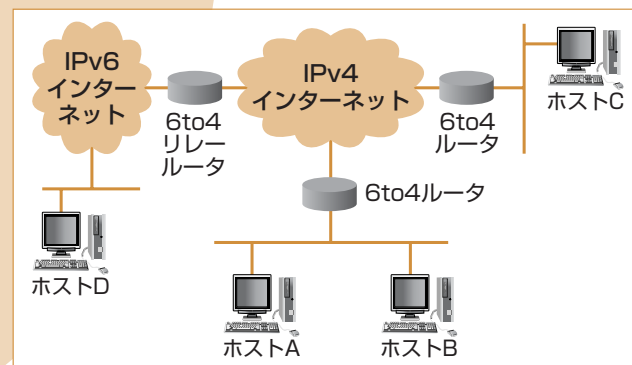 IPv6
インター
ネット
6to4
リレー
ルータ
IPv4
インターネット
6to4
ルータ
ホストC
6to4ルータ
ホストD
ホストA
ホストB